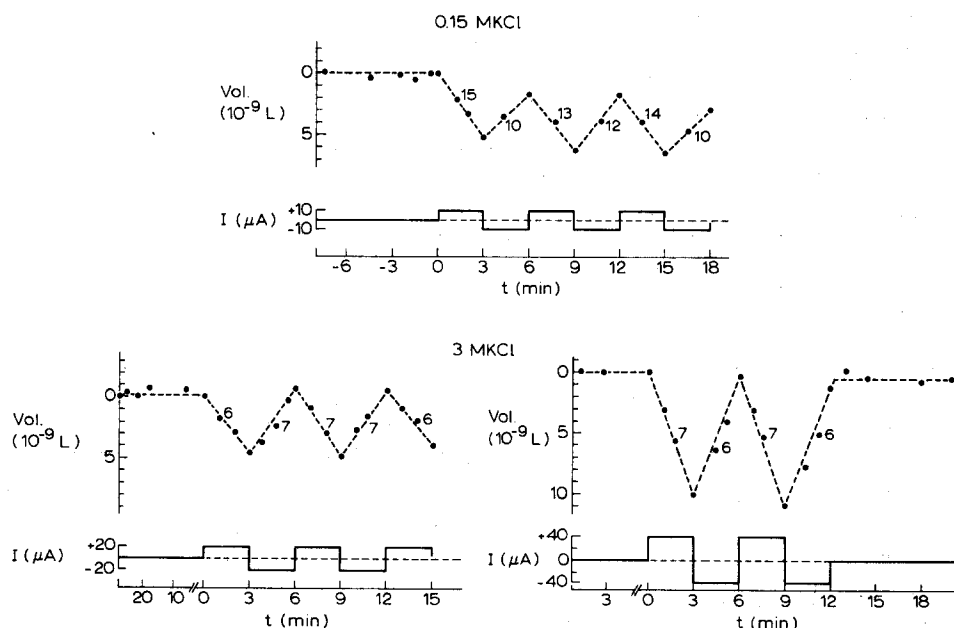 0.15 MKCl
0
Vol.
(10⁻⁹ L)
5
15
10
13
12
14
10
I (μA)
+10
-10
-6 -3 0 3 6 9 12 15 18
t (min)
3 MKCl
0
Vol.
(10⁻⁹ L)
5
6
7
7
7
6
I (μA)
+20
-20
20 10 0 3 6 9 12 15
t (min)
0
Vol.
(10⁻⁹ L)
5
10
7
6
7
6
I (μA)
+40
0
-40
3 0 3 6 9 12 15 20
t (min)